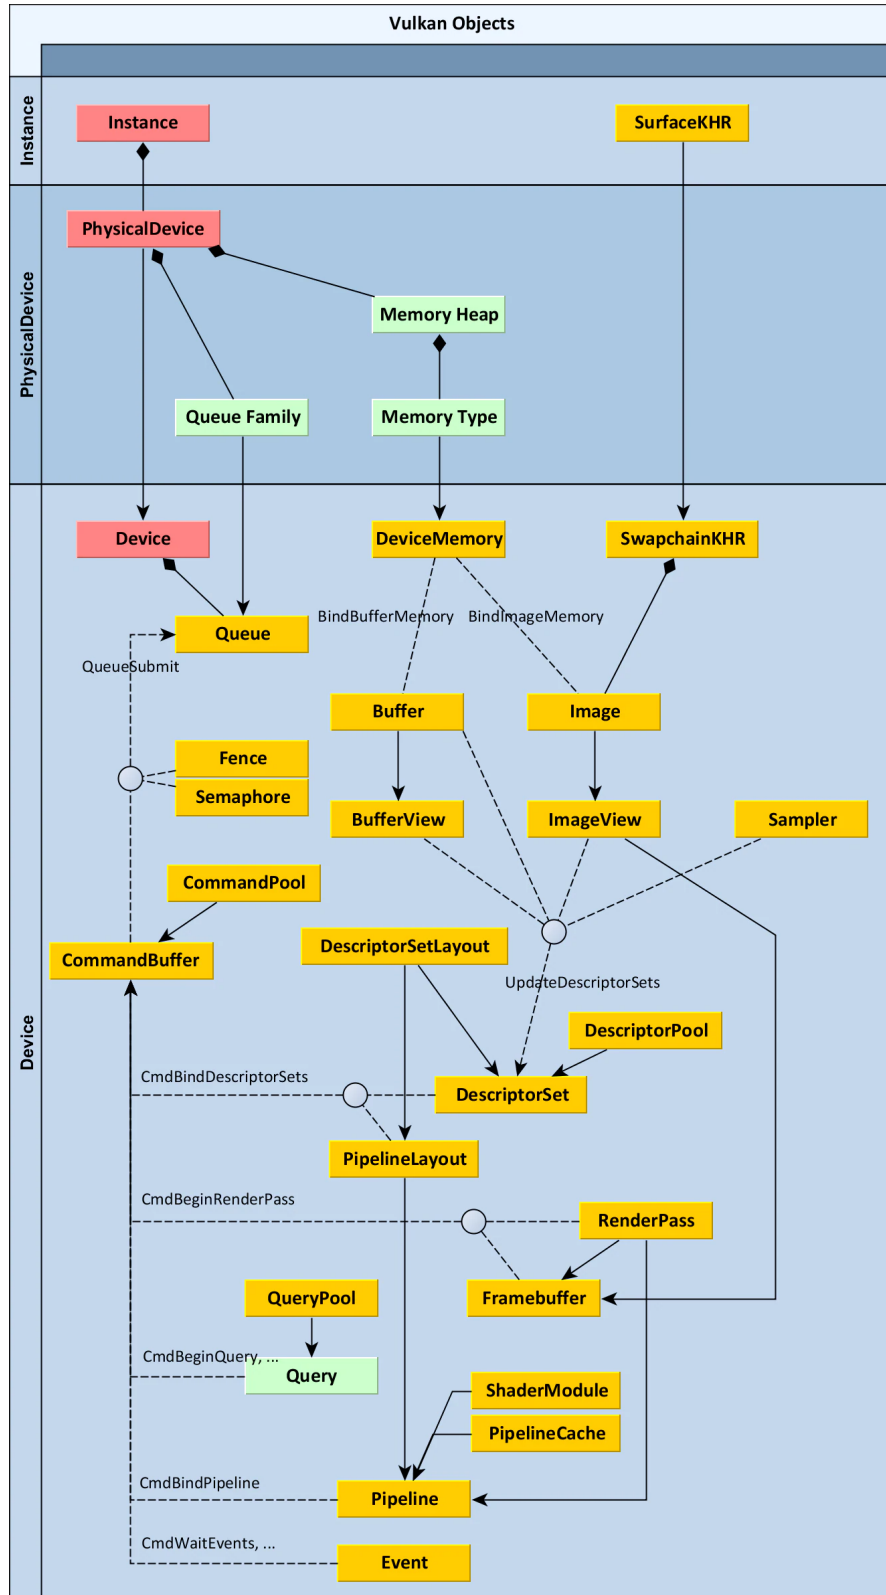 Vulkan Objects
Instance
Instance
SurfaceKHR
PhysicalDevice
PhysicalDevice
Memory Heap
Queue Family
Memory Type
Device
Device
DeviceMemory
SwapchainKHR
BindBufferMemory
BindImageMemory
Queue
QueueSubmit
Buffer
Image
Fence
Semaphore
BufferView
ImageView
Sampler
CommandPool
CommandBuffer
DescriptorSetLayout
UpdateDescriptorSets
DescriptorPool
CmdBindDescriptorSets
DescriptorSet
PipelineLayout
CmdBeginRenderPass
RenderPass
QueryPool
Framebuffer
CmdBeginQuery, ...
Query
ShaderModule
PipelineCache
CmdBindPipeline
Pipeline
CmdWaitEvents, ...
Event